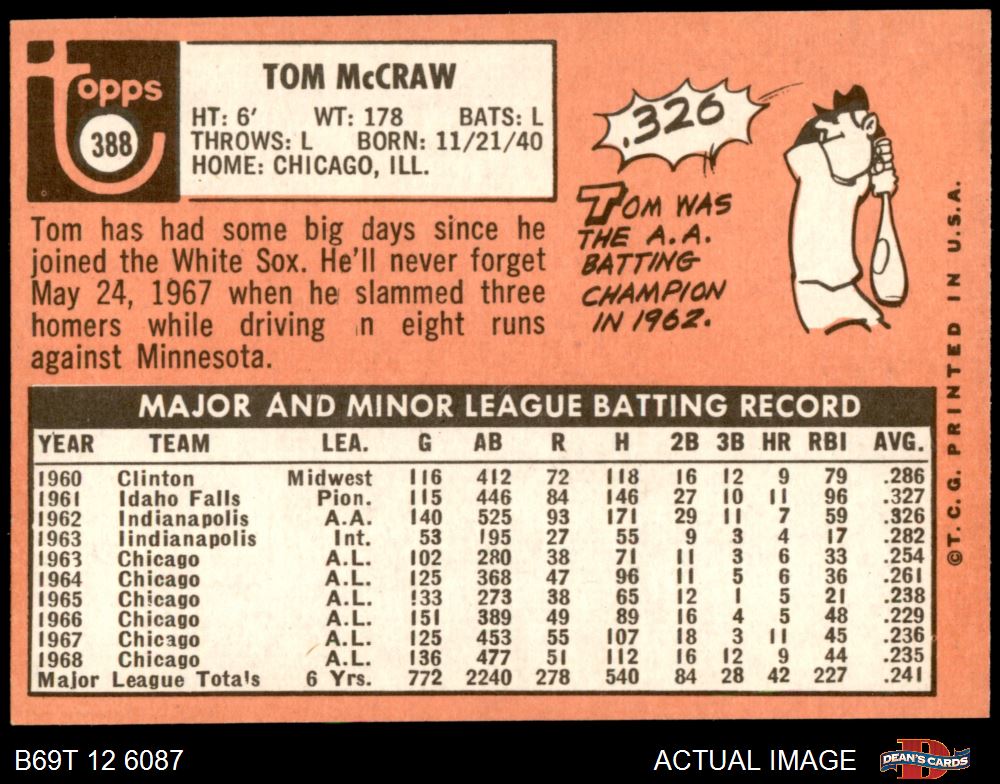 topps
388
TOM McCRAW
HT: 6' WT: 178 BATS: L
THROWS: L BORN: 11/21/40
HOME: CHICAGO, ILL.
Tom has had some big days since he
joined the White Sox. He'll never forget
May 24, 1967 when he slammed three
homers while driving in eight runs
against Minnesota.
.326
TOM WAS
THE A.A.
BATTING
CHAMPION
IN 1962.
©T.C.G. PRINTED IN U.S.A.
MAJOR AND MINOR LEAGUE BATTING RECORD
YEAR TEAM LEA. G AB R H 2B 3B HR RBI AVG.
1960 Clinton Midwest 116 412 72 118 16 12 9 79 .286
1961 Idaho Falls Pion. 115 446 84 146 27 10 11 96 .327
1962 Indianapolis A.A. 140 525 93 171 29 11 7 59 .326
1963 Iindianapolis Int. 53 195 27 55 9 3 4 17 .282
1963 Chicago A.L. 102 280 38 71 11 3 6 33 .254
1964 Chicago A.L. 125 368 47 96 11 5 6 36 .261
1965 Chicago A.L. 133 273 38 65 12 1 5 21 .238
1966 Chicago A.L. 151 389 49 89 16 4 5 48 .229
1967 Chicago A.L. 125 453 55 107 18 3 11 45 .236
1968 Chicago A.L. 136 477 51 112 16 12 9 44 .235
Major League Totals 6 Yrs. 772 2240 278 540 84 28 42 227 .241
B69T 12 6087
ACTUAL IMAGE
DEAN'S CARDS